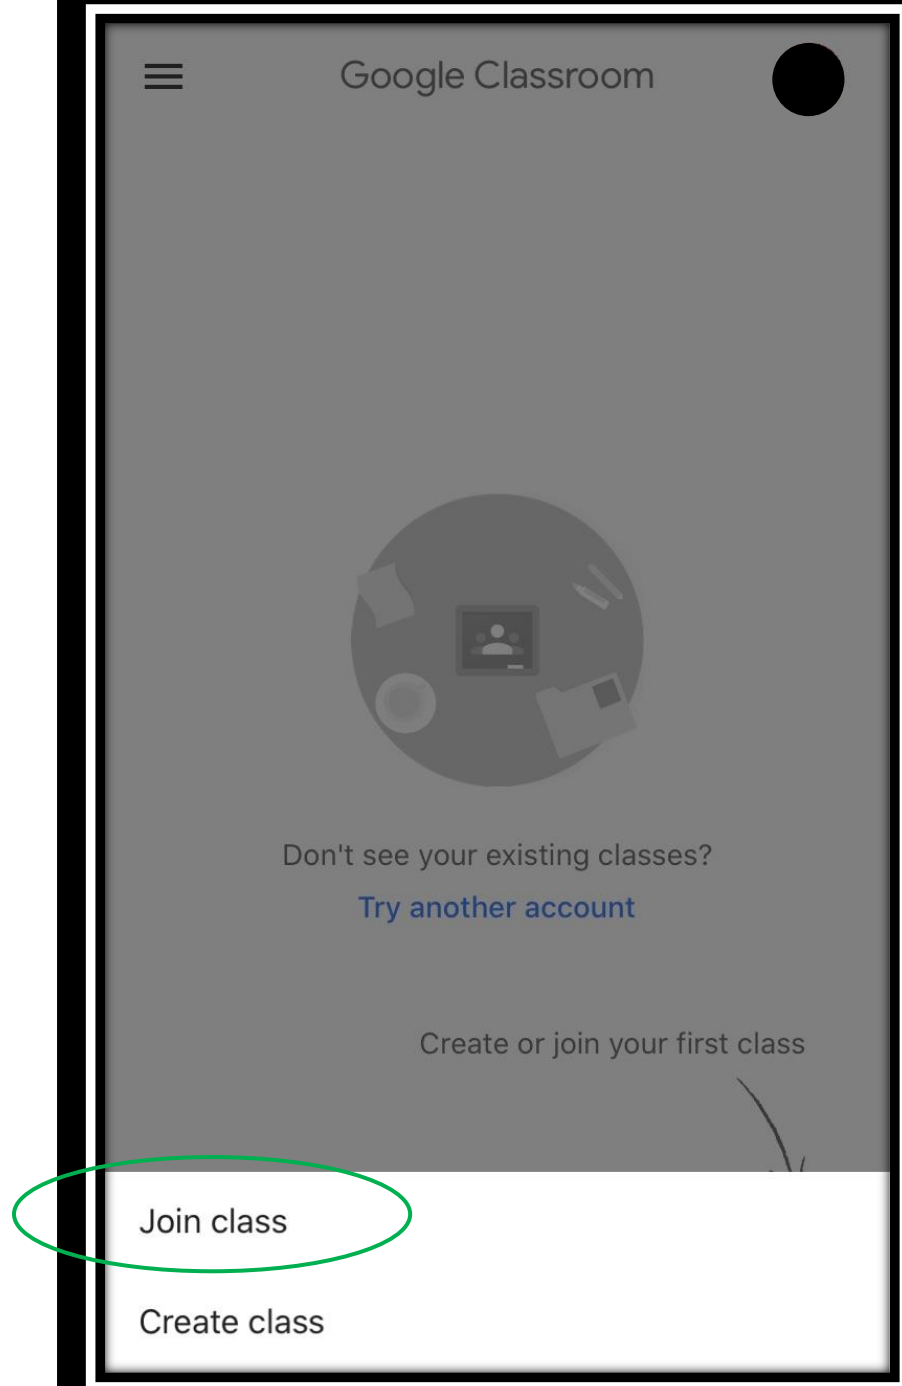 Google Classroom
Don't see your existing classes?
Try another account
Create or join your first class
Join class
Create class